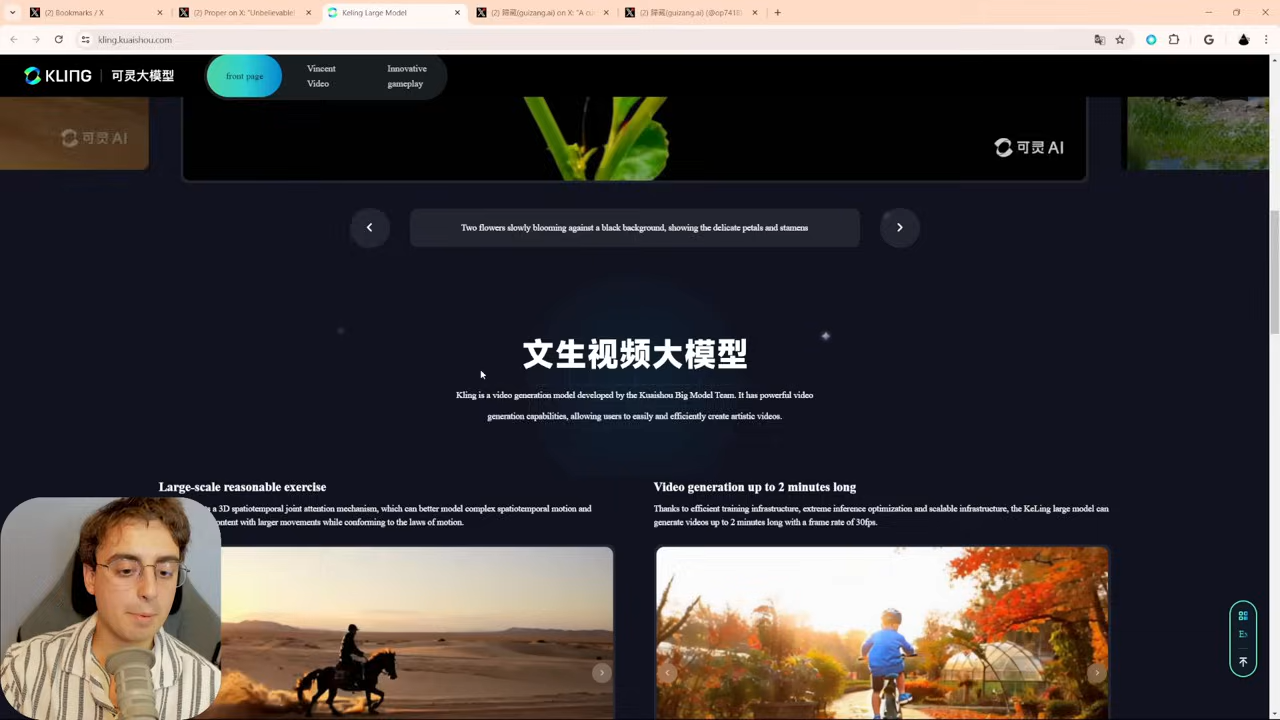 (2) Bookmarks / X
(2) Proper on X: "Unbelievable!
Keling Large Model
(2) 歸藏(guizang.ai) on X: "A cu
(2) 歸藏(guizang.ai) (@op7418)
kling.kuaishou.com
KLING | 可灵大模型
front page
Vincent
Video
Innovative
gameplay
可灵 AI
可灵 AI
Two flowers slowly blooming against a black background, showing the delicate petals and stamens
文生视频大模型
Kling is a video generation model developed by the Kuaishou Big Model Team. It has powerful video
generation capabilities, allowing users to easily and efficiently create artistic videos.
Large-scale reasonable exercise
a 3D spatiotemporal joint attention mechanism, which can better model complex spatiotemporal motion and
ontent with larger movements while conforming to the laws of motion.
Video generation up to 2 minutes long
Thanks to efficient training infrastructure, extreme inference optimization and scalable infrastructure, the KeLing large model can
generate videos up to 2 minutes long with a frame rate of 30fps.